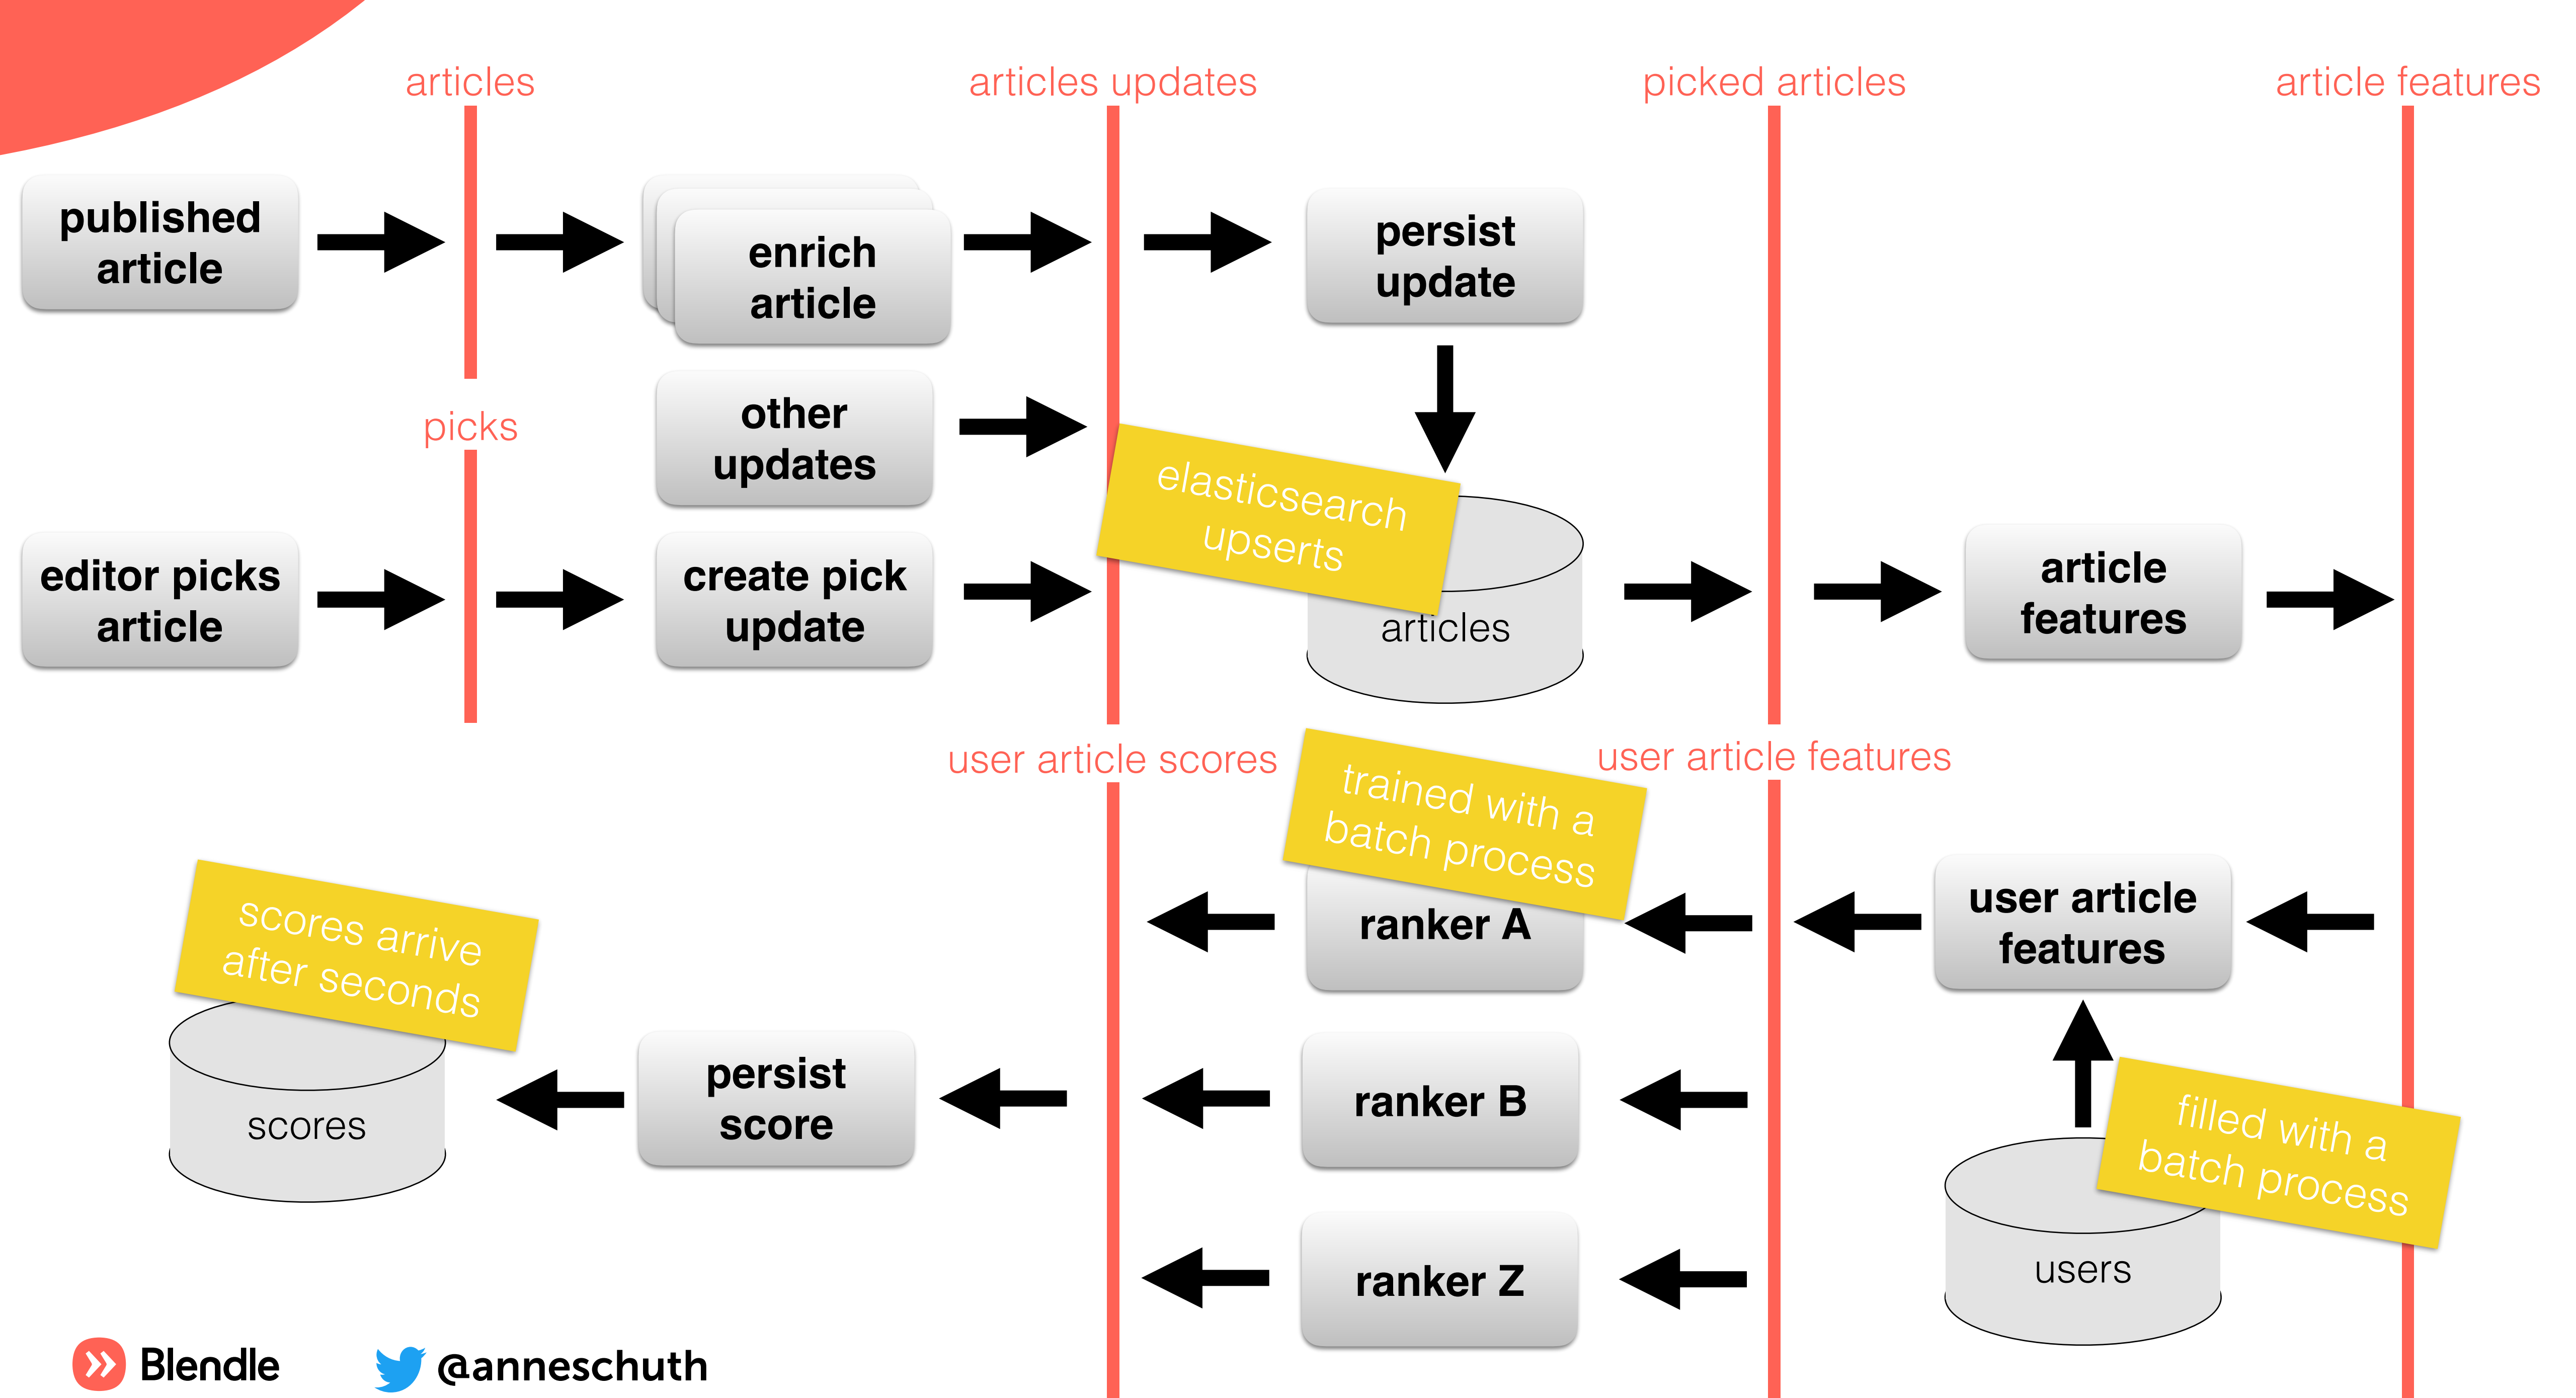 articles
articles updates
picked articles
article features
published
article
enrich
article
persist
update
picks
other
updates
elasticsearch
upserts
editor picks
article
create pick
update
articles
article
features
user article scores
user article features
trained with a
batch process
scores arrive
after seconds
ranker A
user article
features
persist
score
scores
ranker B
filled with a
batch process
ranker Z
users
Blendle
@anneschuth